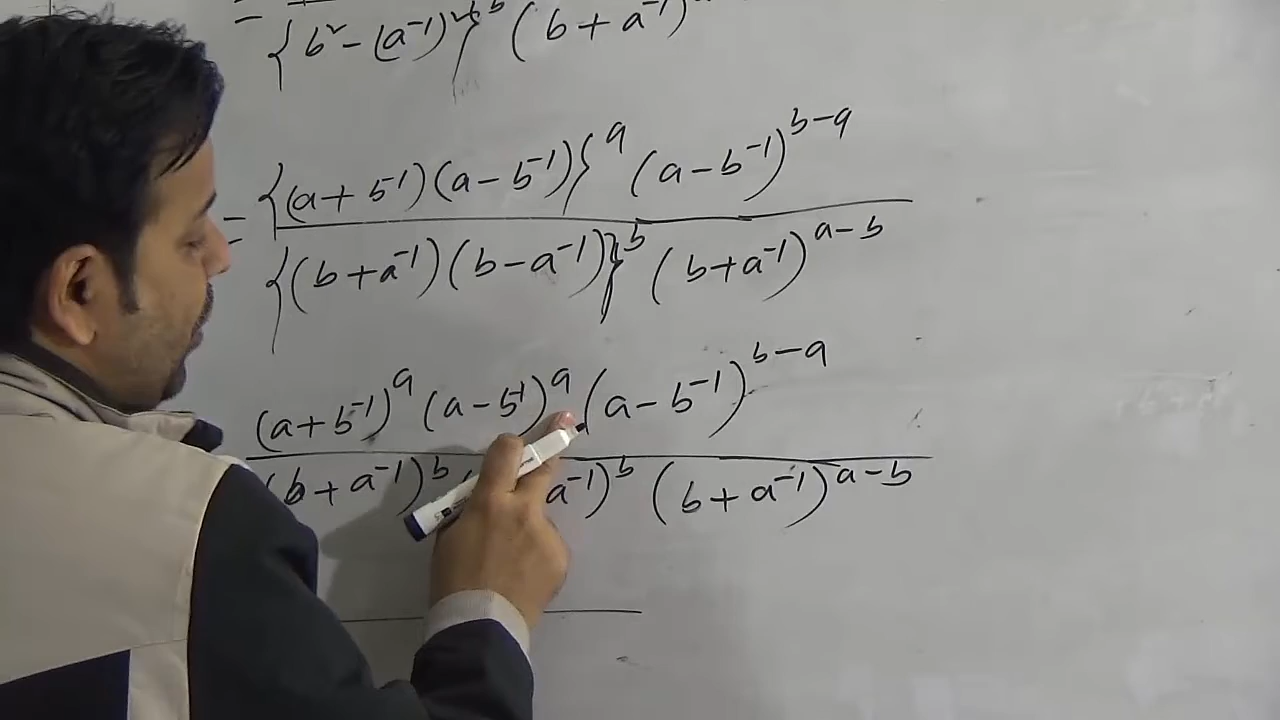 =
{b² - (a⁻¹)²}ᵇ (b + a⁻¹)
{(a + b⁻¹)(a - b⁻¹)}ᵃ (a - b⁻¹)ᵇ⁻ᵃ
=
{(b + a⁻¹)(b - a⁻¹)}ᵇ (b + a⁻¹)ᵃ⁻ᵇ
(a + b⁻¹)ᵃ (a - b⁻¹)ᵃ (a - b⁻¹)ᵇ⁻ᵃ
(b + a⁻¹)ᵇ a⁻¹)ᵇ (b + a⁻¹)ᵃ⁻ᵇ